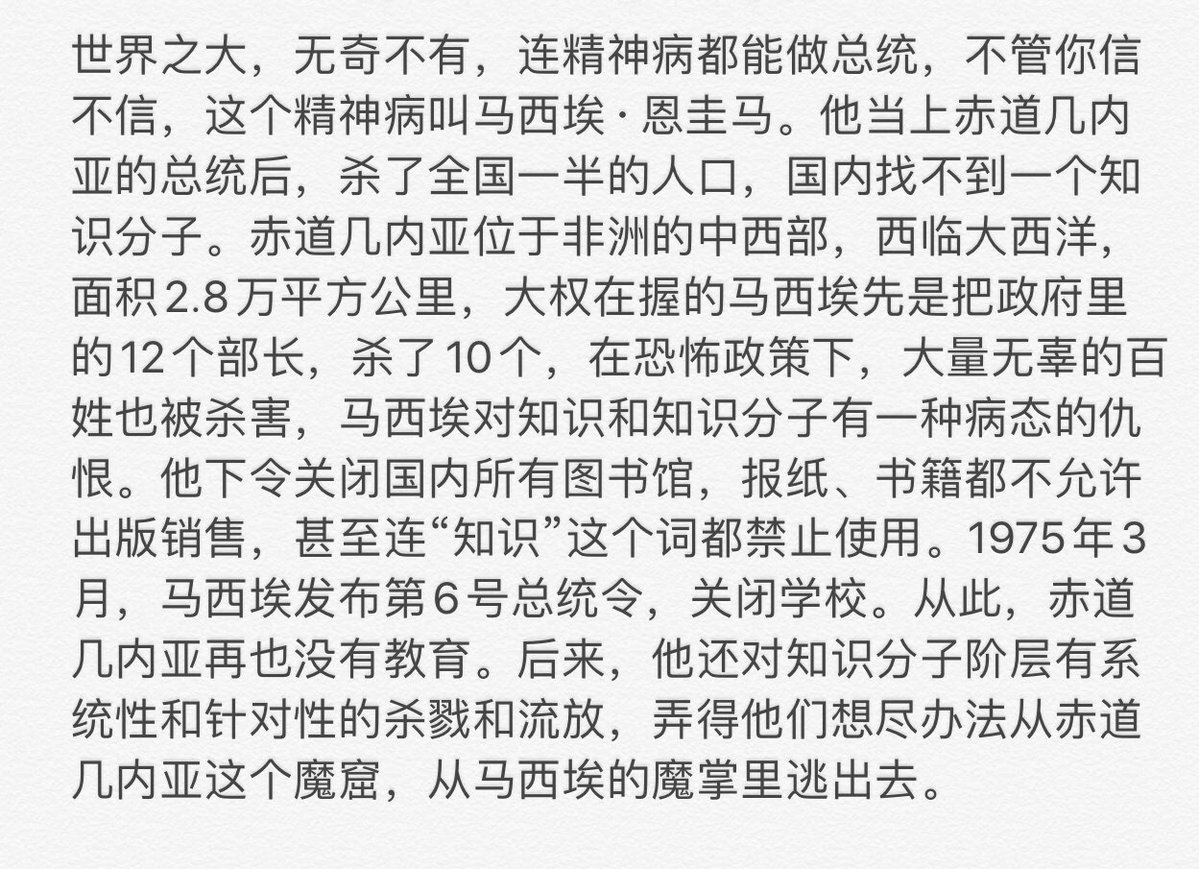 世界之大，无奇不有，连精神病都能做总统，不管你信
不信，这个精神病叫马西埃·恩圭马。他当上赤道几内
亚的总统后，杀了全国一半的人口，国内找不到一个知
识分子。赤道几内亚位于非洲的中西部，西临大西洋，
面积2.8万平方公里，大权在握的马西埃先是把政府里
的12个部长，杀了10个，在恐怖政策下，大量无辜的百
姓也被杀害，马西埃对知识和知识分子有一种病态的仇
恨。他下令关闭国内所有图书馆，报纸、书籍都不允许
出版销售，甚至连“知识”这个词都禁止使用。1975年3
月，马西埃发布第6号总统令，关闭学校。从此，赤道
几内亚再也没有教育。后来，他还对知识分子阶层有系
统性和针对性的杀戮和流放，弄得他们想尽办法从赤道
几内亚这个魔窟，从马西埃的魔掌里逃出去。